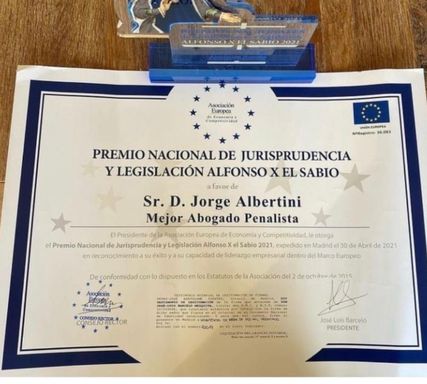 ALFONSO X EL SABIO 2021
Asociación
Europea
de Economía y
Competitividad
UNIÓN EUROPEA
PREMIO NACIONAL DE JURISPRUDENCIA
Y LEGISLACIÓN ALFONSO X EL SABIO
a favor de
Sr. D. Jorge Albertini
Mejor Abogado Penalista
El Presidente de la Asociación Europea de Economía y Competitividad, le otorga
el Premio Nacional de Jurisprudencia y Legislación Alfonso X el Sabio 2021, expedido en Madrid el 30 de Abril de 2021
en reconocimiento a su éxito y a su capacidad de liderazgo empresarial dentro del Marco Europeo
De conformidad con lo dispuesto en los Estatutos de la Asociación del 2 de octubre de 2015
Asociación
Europea
CONSEJO RECTOR
CONSEJO RECTOR
José Luis Barceló
PRESIDENTE